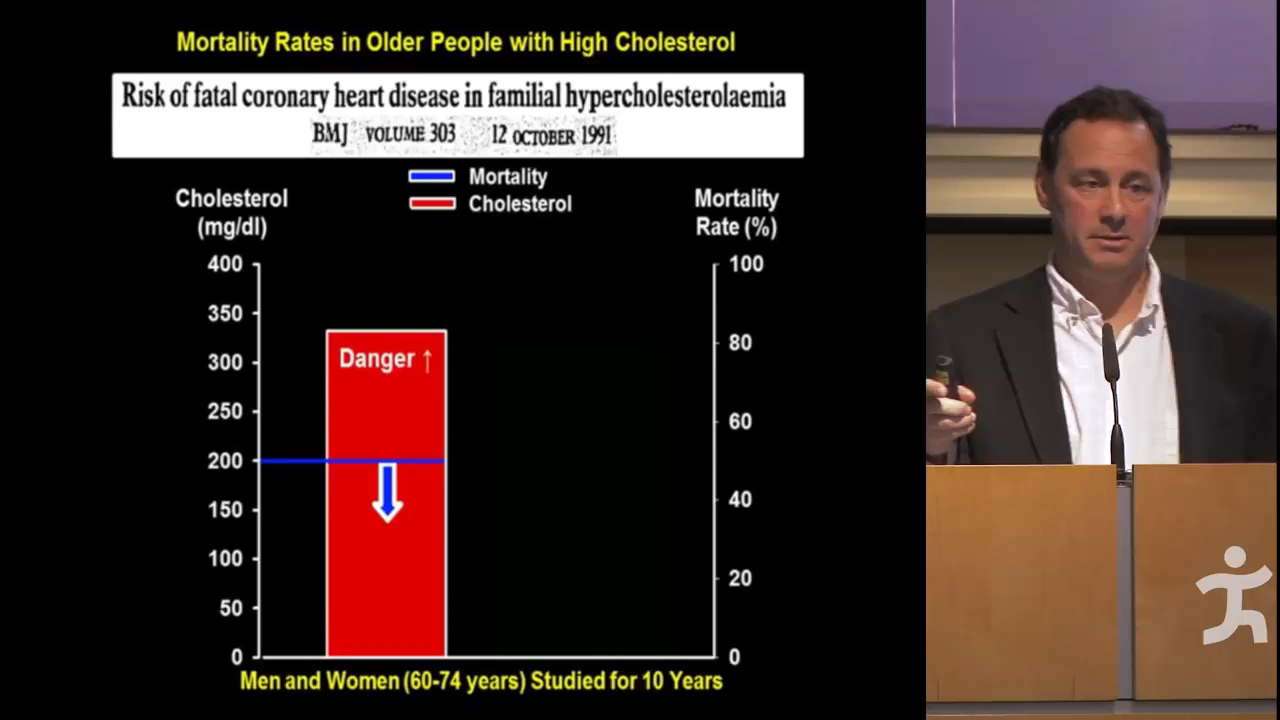 Mortality Rates in Older People with High Cholesterol
Risk of fatal coronary heart disease in familial hypercholesterolaemia
BMJ VOLUME 303 12 OCTOBER 1991
Mortality
Cholesterol
Cholesterol
(mg/dl)
Mortality
Rate (%)
400
350
300
250
200
150
100
50
0
Danger ↑
100
80
60
40
20
0
Men and Women (60-74 years) Studied for 10 Years